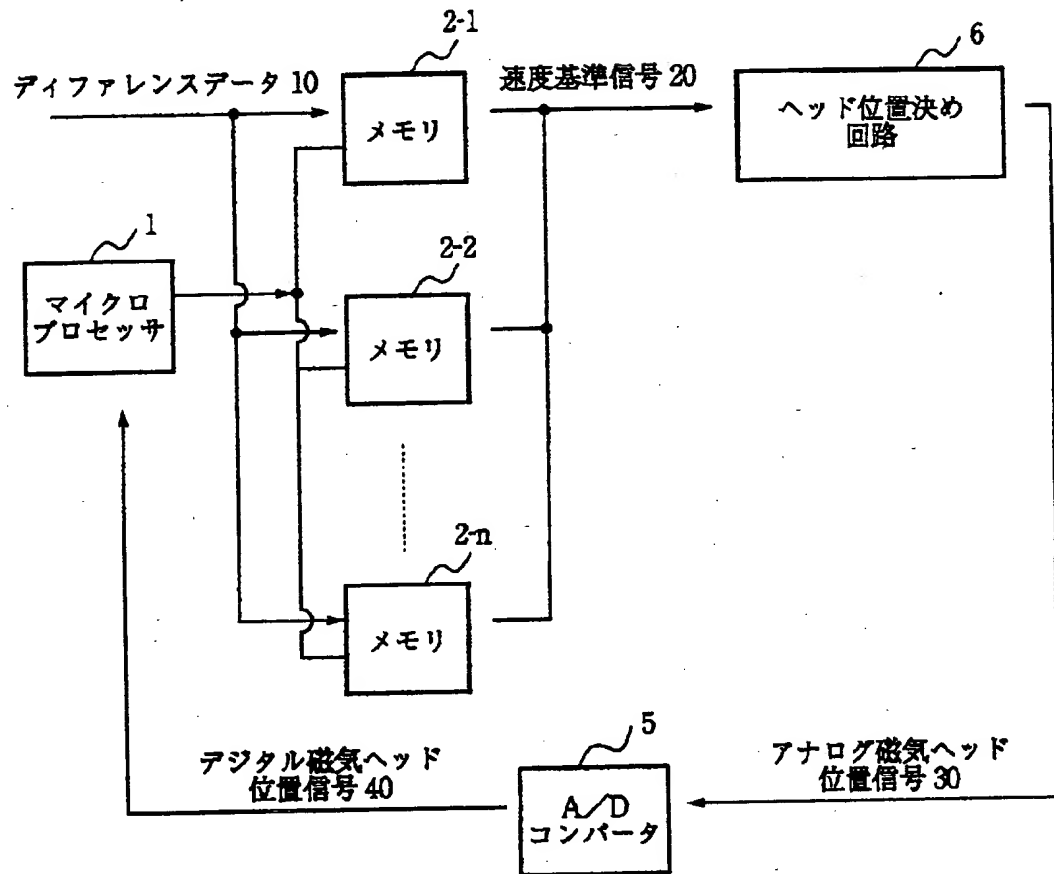 2-1
6
ディファレンスデータ 10
速度基準信号 20
メモリ
ヘッド位置決め
回路
1
2-2
マイクロ
プロセッサ
メモリ
2-n
メモリ
5
デジタル磁気ヘッド
位置信号 40
A/D
コンバータ
アナログ磁気ヘッド
位置信号 30